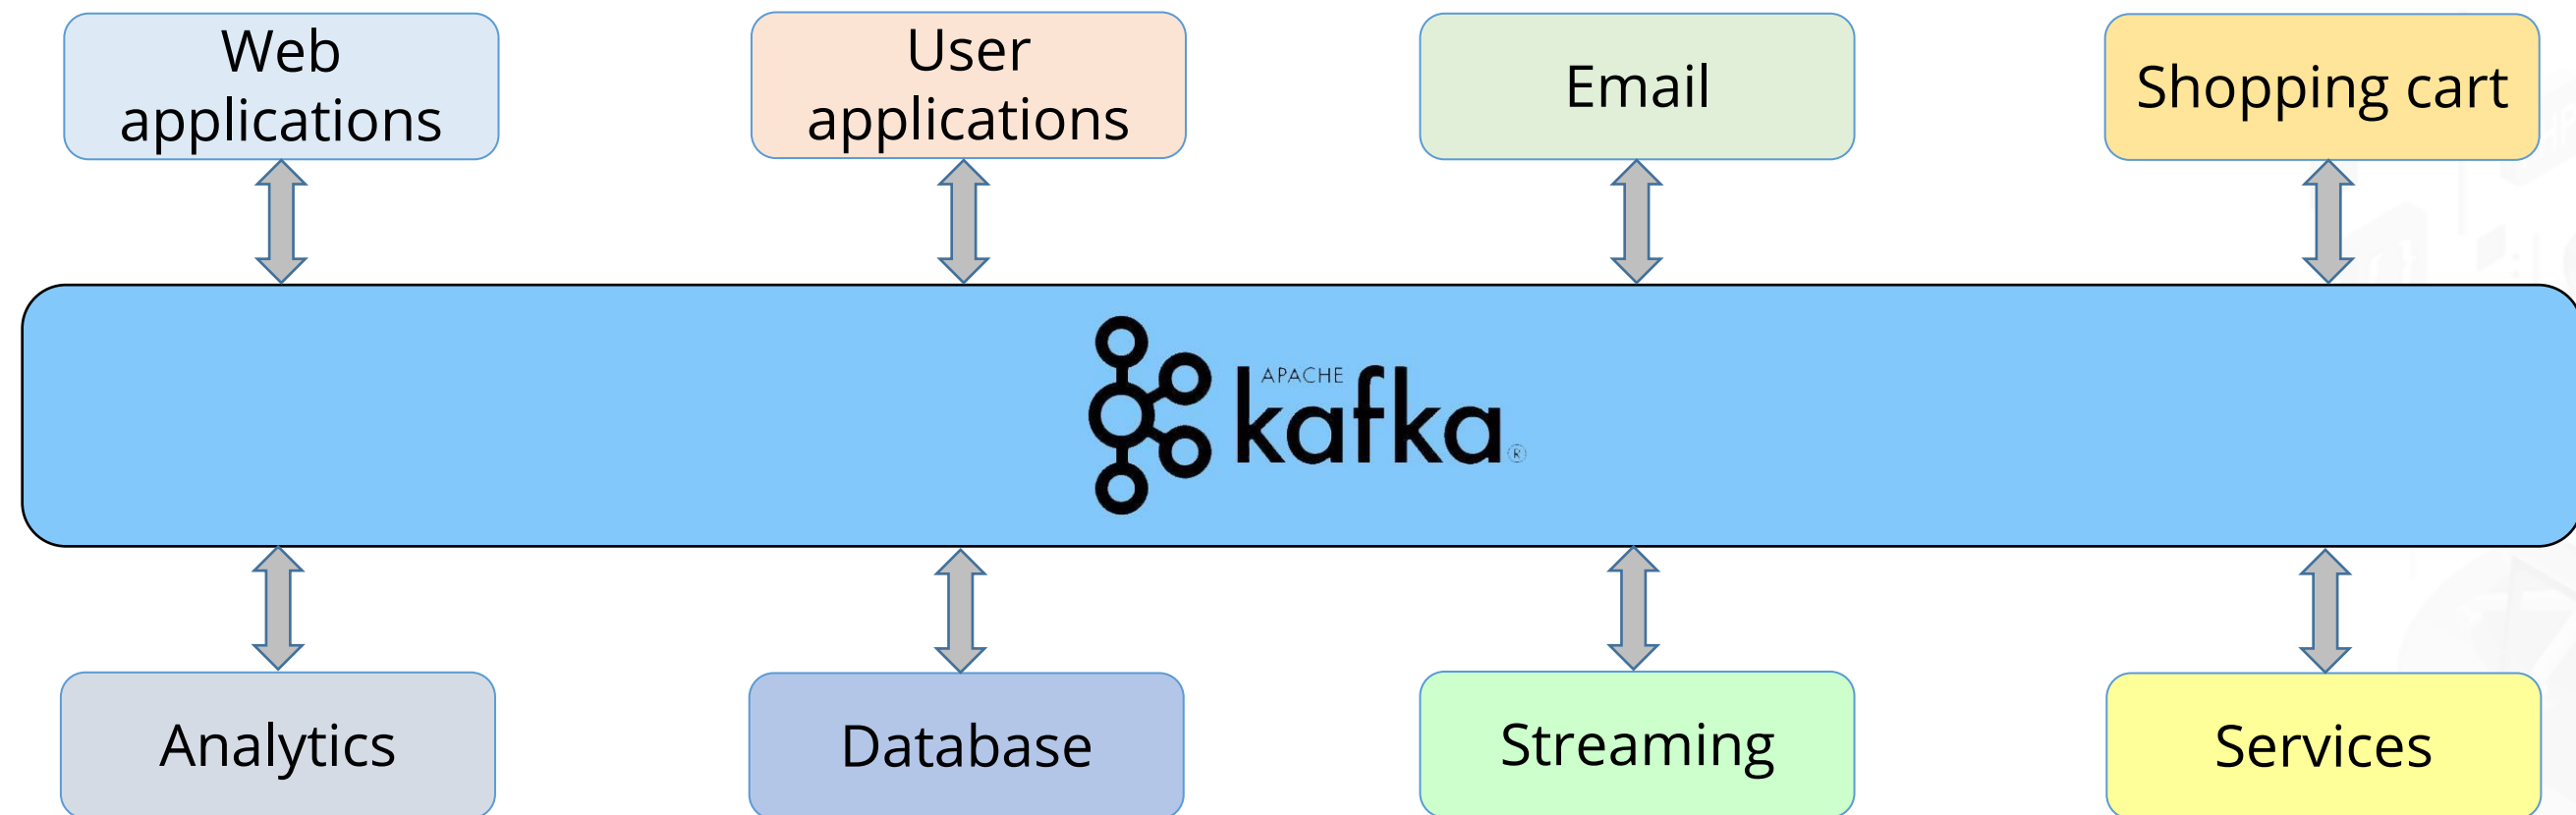 Web
applications
User
applications
Email
Shopping cart
APACHE
kafka®
Analytics
Database
Streaming
Services